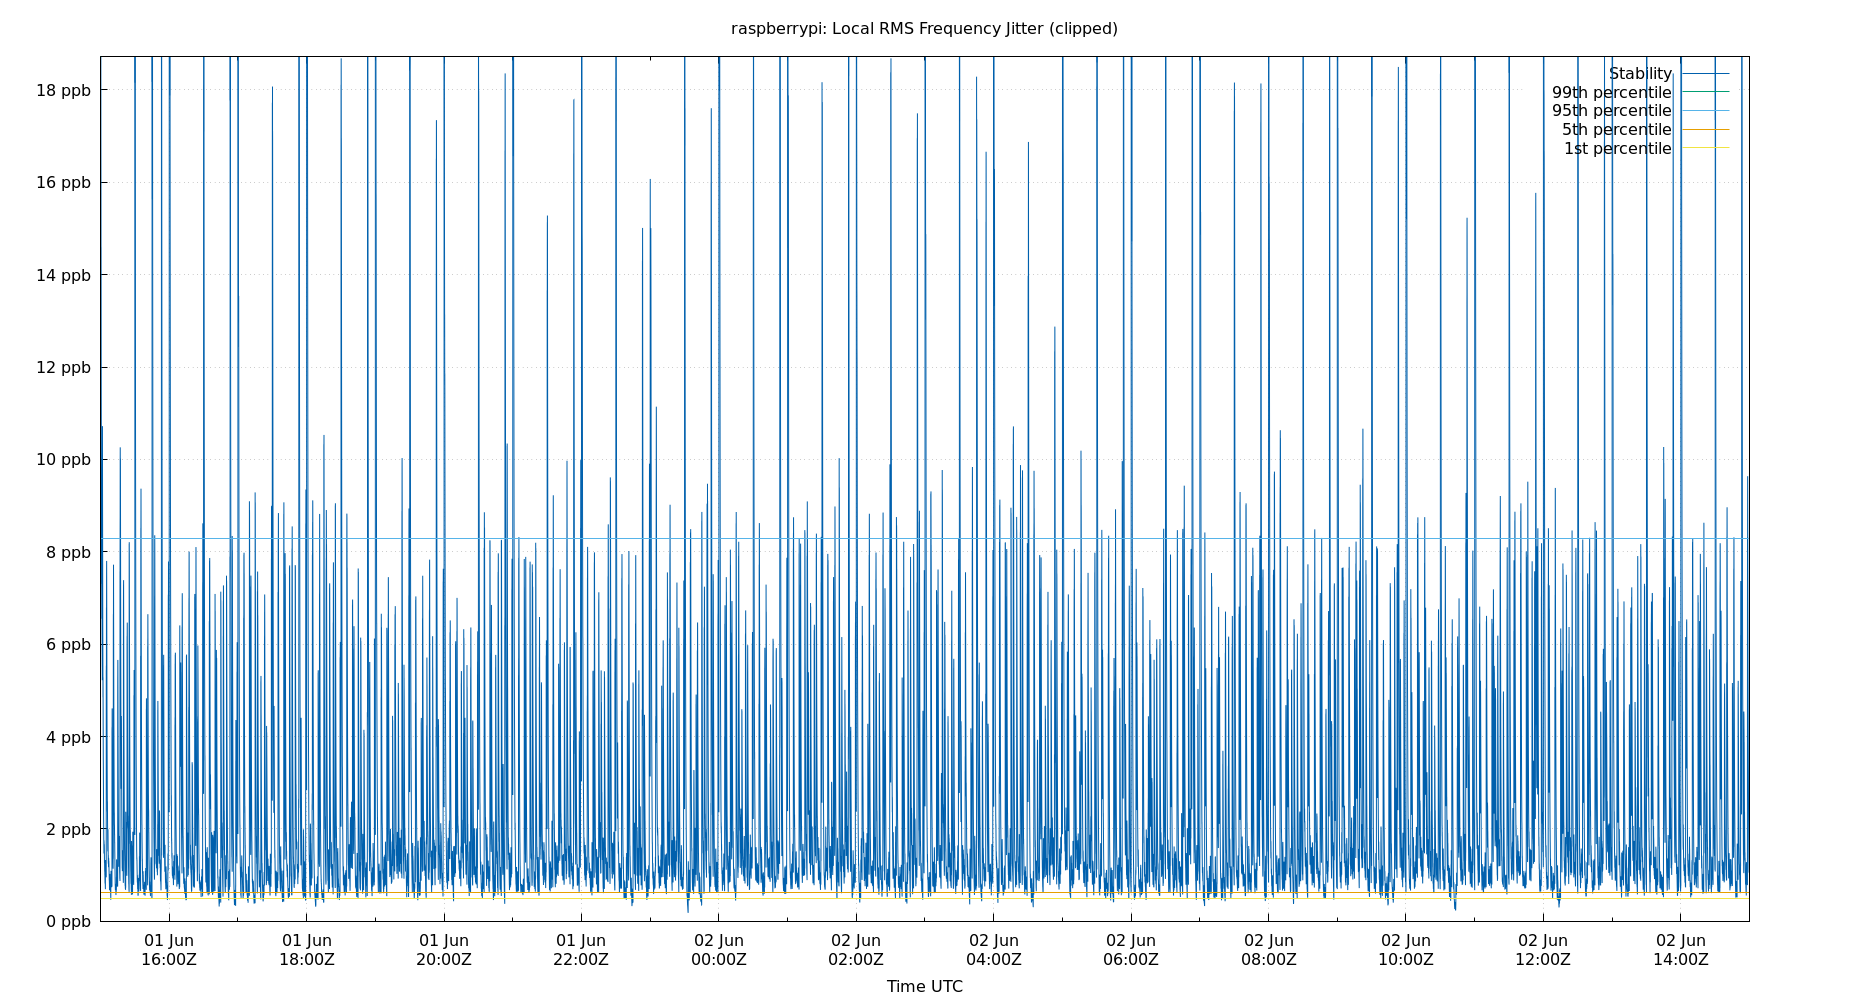 raspberrypi: Local RMS Frequency Jitter (clipped)
Stability
99th percentile
95th percentile
5th percentile
1st percentile
18 ppb
16 ppb
14 ppb
12 ppb
10 ppb
8 ppb
6 ppb
4 ppb
2 ppb
0 ppb
01 Jun 01 Jun 01 Jun 01 Jun 02 Jun 02 Jun 02 Jun 02 Jun 02 Jun 02 Jun 02 Jun 02 Jun
16:00Z 18:00Z 20:00Z 22:00Z 00:00Z 02:00Z 04:00Z 06:00Z 08:00Z 10:00Z 12:00Z 14:00Z
Time UTC